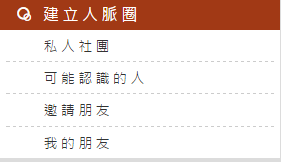 建立人脈圈
私人社團
可能認識的人
邀請朋友
我的朋友